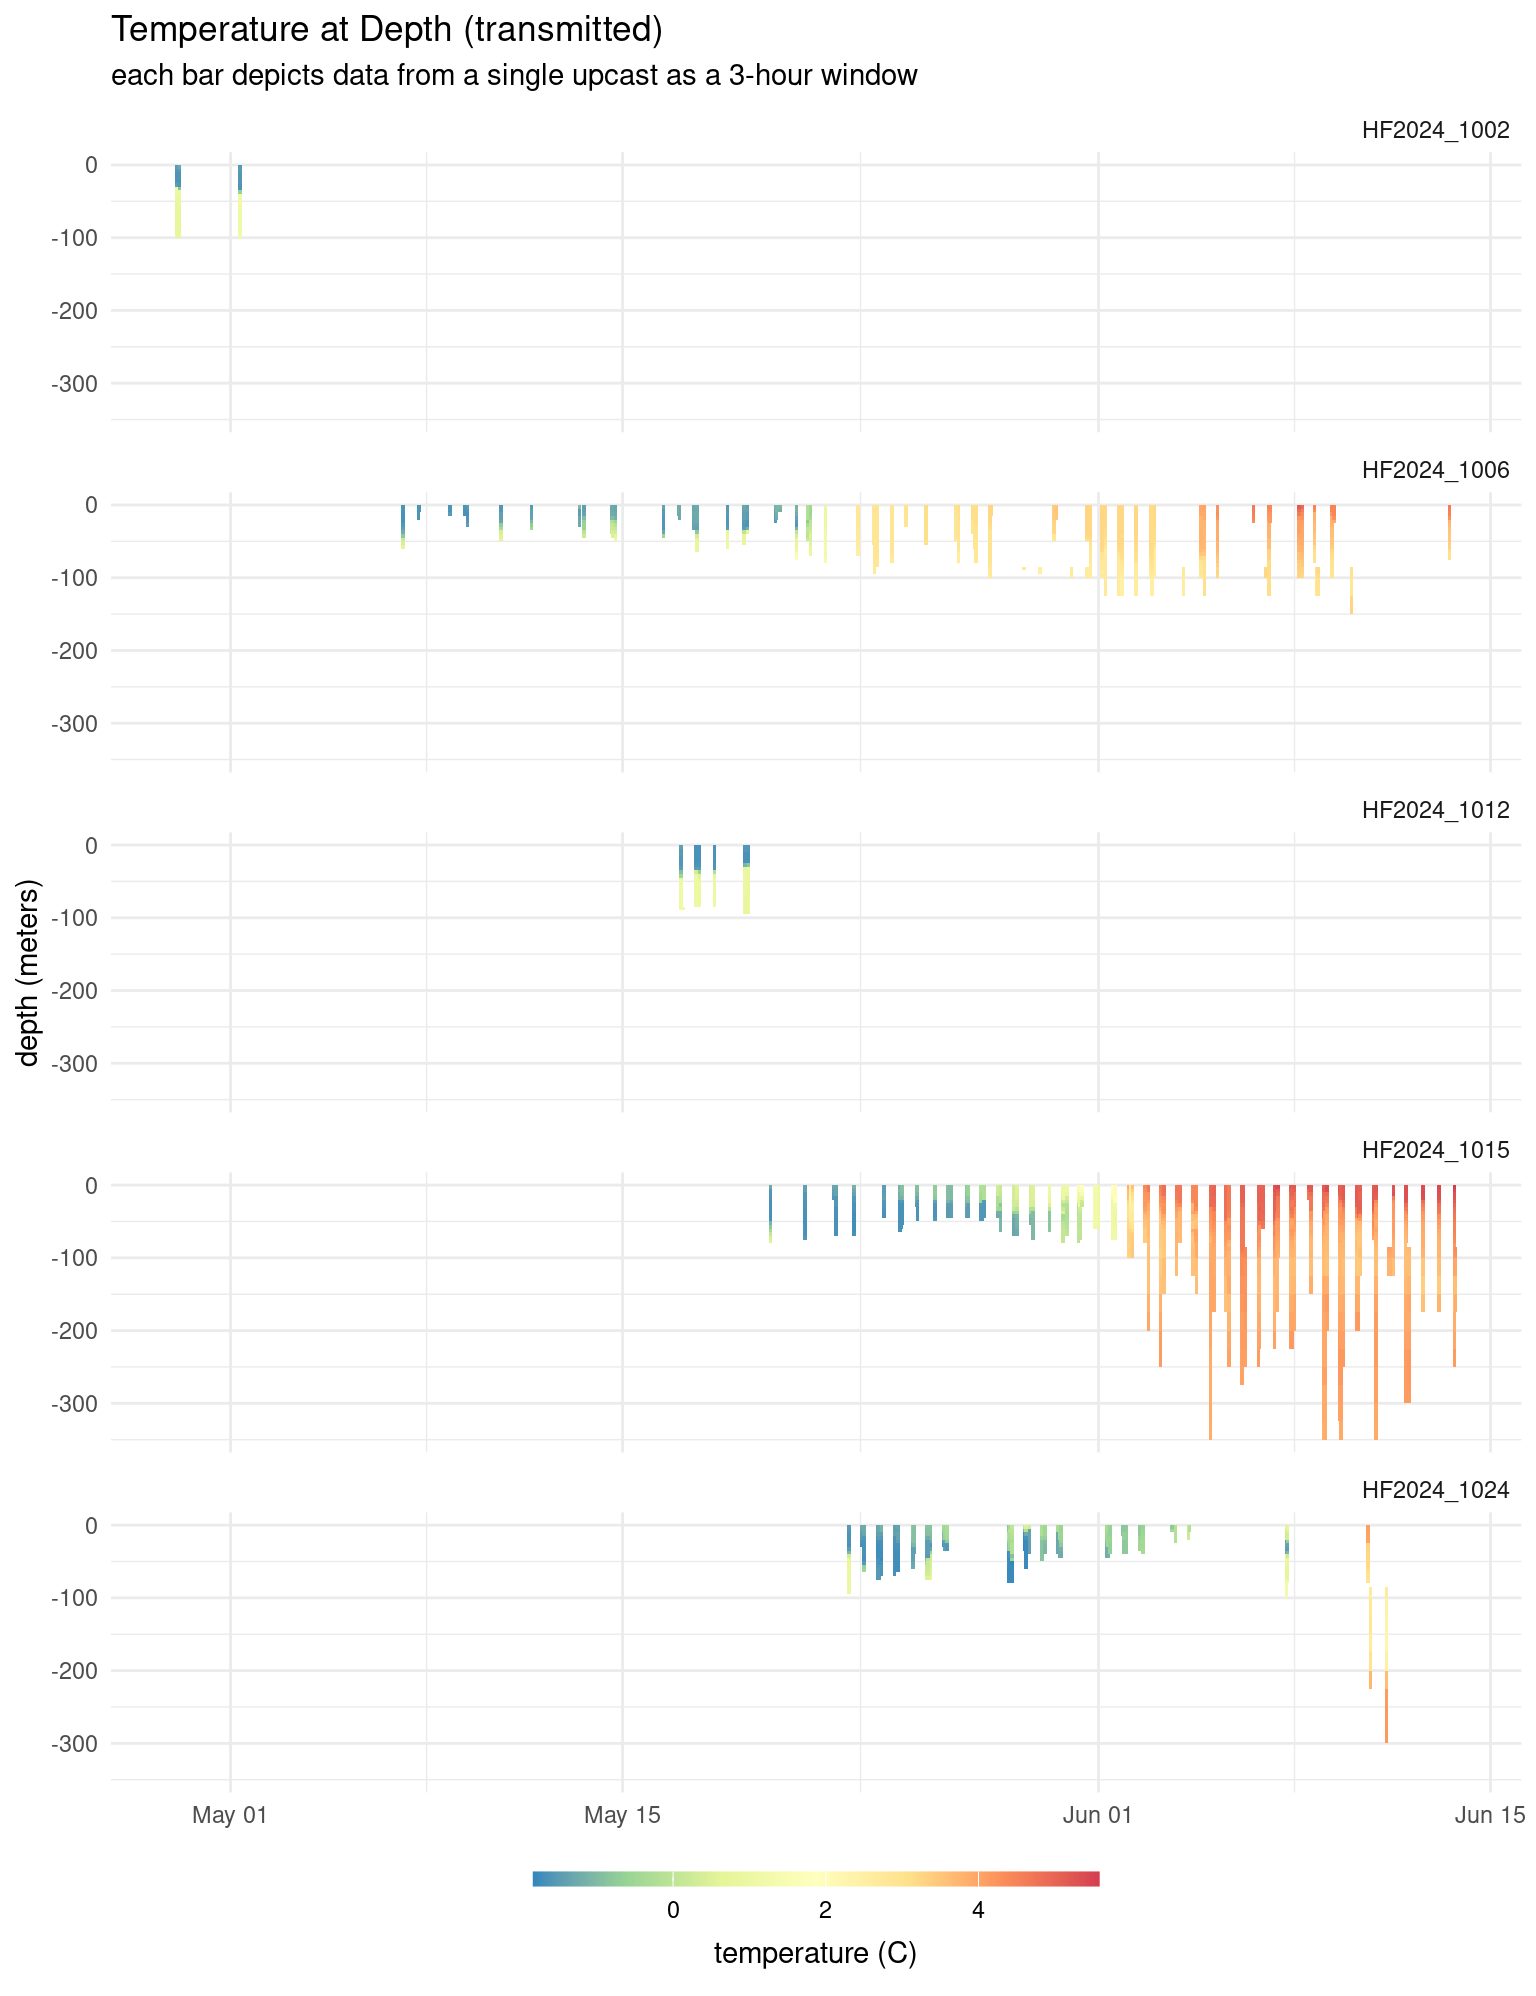 Temperature at Depth (transmitted)
each bar depicts data from a single upcast as a 3-hour window
HF2024_1002
0
-100
-200
-300
HF2024_1006
0
-100
-200
-300
HF2024_1012
0
-100
-200
-300
depth (meters)
HF2024_1015
0
-100
-200
-300
HF2024_1024
0
-100
-200
-300
May 01 May 15 Jun 01 Jun 15
0 2 4
temperature (C)